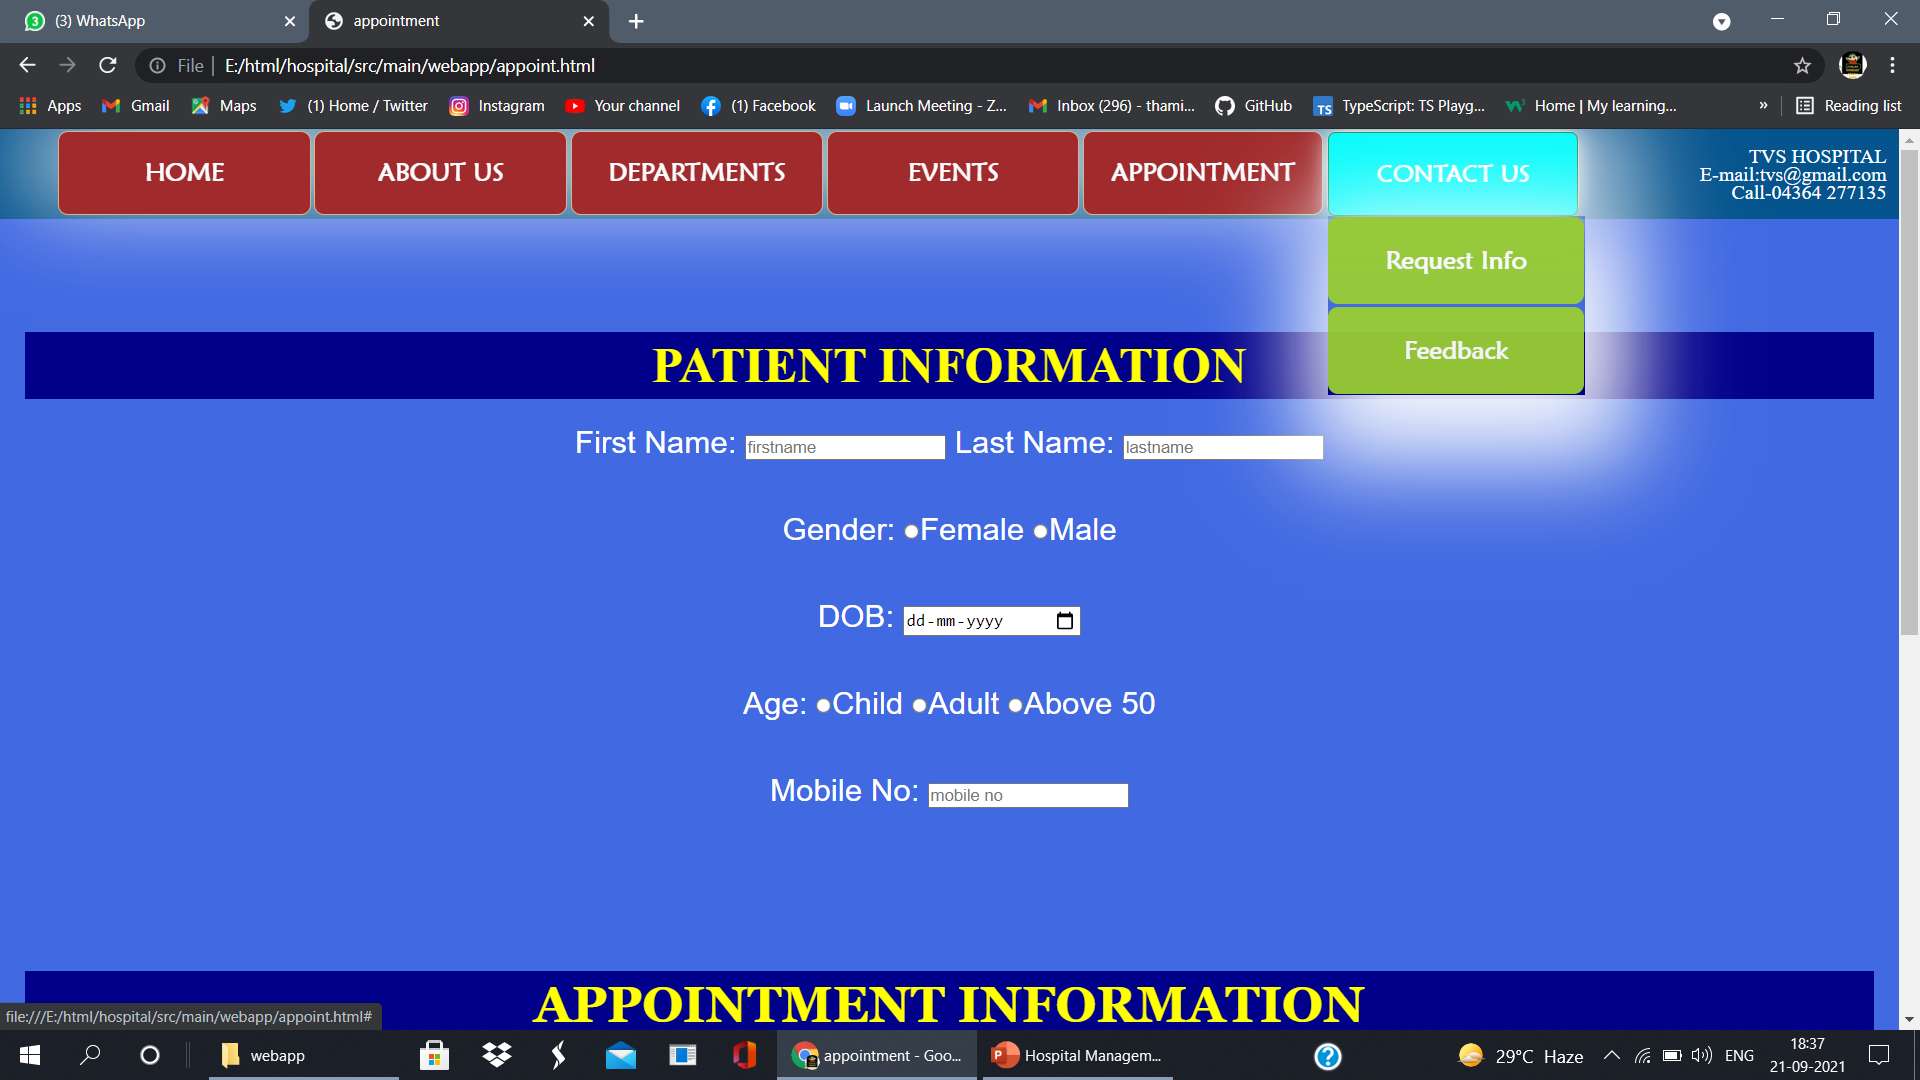 (3) WhatsApp
appointment
File
E:/html/hospital/src/main/webapp/appoint.html
Apps
Gmail
Maps
(1) Home / Twitter
Instagram
Your channel
(1) Facebook
Launch Meeting - Z...
Inbox (296) - thami...
GitHub
TypeScript: TS Playg...
Home | My learning...
»
Reading list
HOME
ABOUT US
DEPARTMENTS
EVENTS
APPOINTMENT
CONTACT US
TVS HOSPITAL
E-mail:tvs@gmail.com
Call-04364 277135
Request Info
Feedback
PATIENT INFORMATION
First Name: firstname Last Name: lastname
Gender: Female Male
DOB: dd-mm-yyyy
Age: Child Adult Above 50
Mobile No: mobile no
APPOINTMENT INFORMATION
file:///E:/html/hospital/src/main/webapp/appoint.html#
webapp
appointment - Goo...
Hospital Managem...
29°C Haze
ENG
18:37
21-09-2021